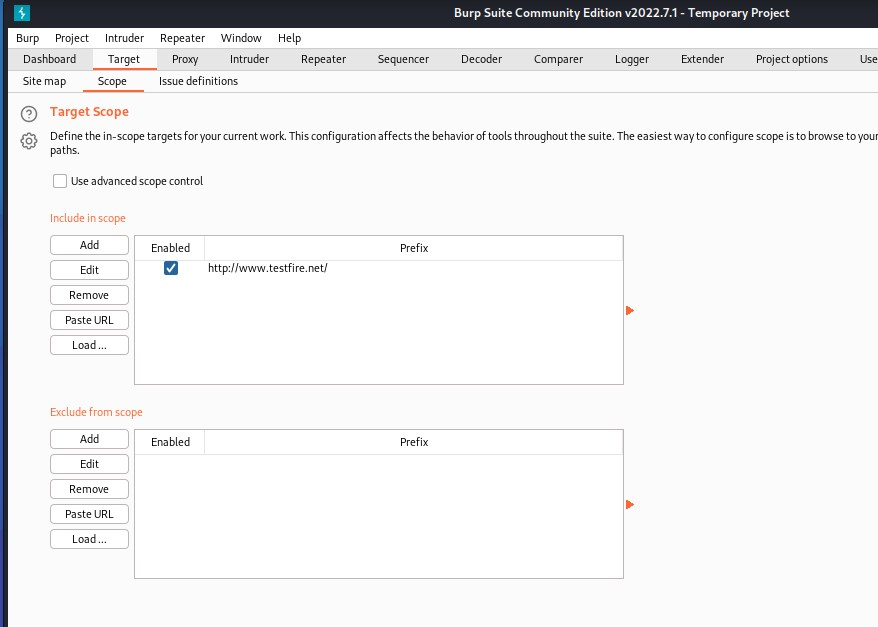 Burp Suite Community Edition v2022.7.1 - Temporary Project
Burp Project Intruder Repeater Window Help
Dashboard Target Proxy Intruder Repeater Sequencer Decoder Comparer Logger Extender Project options Use
Site map Scope Issue definitions
Target Scope
Define the in-scope targets for your current work. This configuration affects the behavior of tools throughout the suite. The easiest way to configure scope is to browse to your
paths.
Use advanced scope control
Include in scope
Add
Edit
Remove
Paste URL
Load ...
Enabled Prefix
http://www.testfire.net/
Exclude from scope
Add
Edit
Remove
Paste URL
Load ...
Enabled Prefix